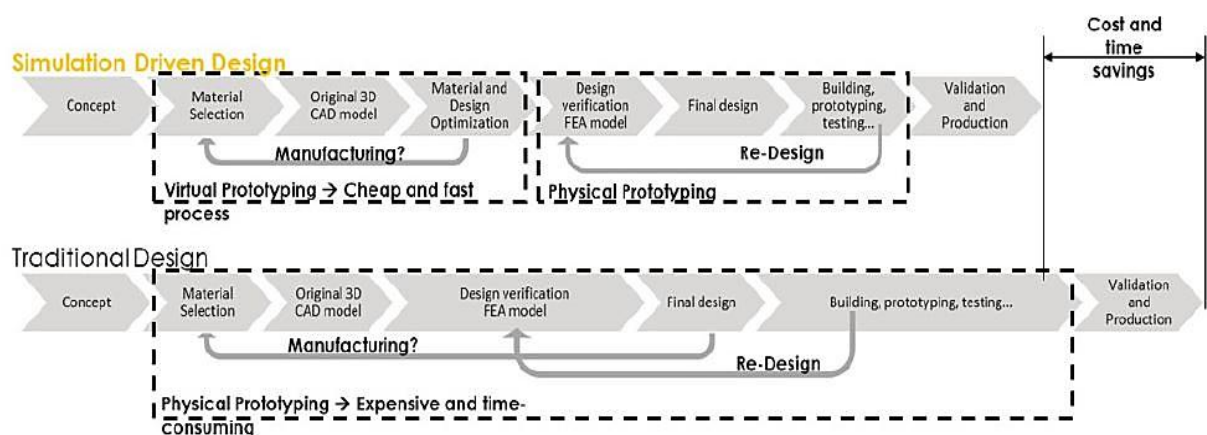 Cost and
time
savings
Simulation Driven Design
Concept
Material
Selection
Original 3D
CAD model
Material and
Design
Optimization
Design
verification
FEA model
Final design
Building,
prototyping,
testing...
Validation
and
Production
Manufacturing?
Re-Design
Virtual Prototyping → Cheap and fast
process
Physical Prototyping
Traditional Design
Concept
Material
Selection
Original 3D
CAD model
Design verification
FEA model
Final design
Building, prototyping, testing...
Validation
and
Production
Manufacturing?
Re-Design
Physical Prototyping → Expensive and time-
consuming